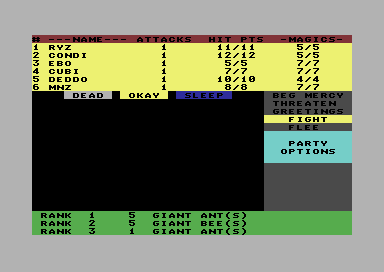 # ---NAME--- ATTACKS HIT PTS -MAGICS-
1 RYZ 1 11/11 5/5
2 CONDI 1 12/12 5/5
3 EBO 1 5/5 7/7
4 CUBI 1 7/7 7/7
5 DEDDO 1 10/10 4/4
6 MNZ 1 8/8 7/7
DEAD OKAY SLEEP
BEG MERCY
THREATEN
GREETINGS
FIGHT
FLEE
PARTY
OPTIONS
RANK 1 5 GIANT ANT(S)
RANK 2 5 GIANT BEE(S)
RANK 3 1 GIANT ANT(S)